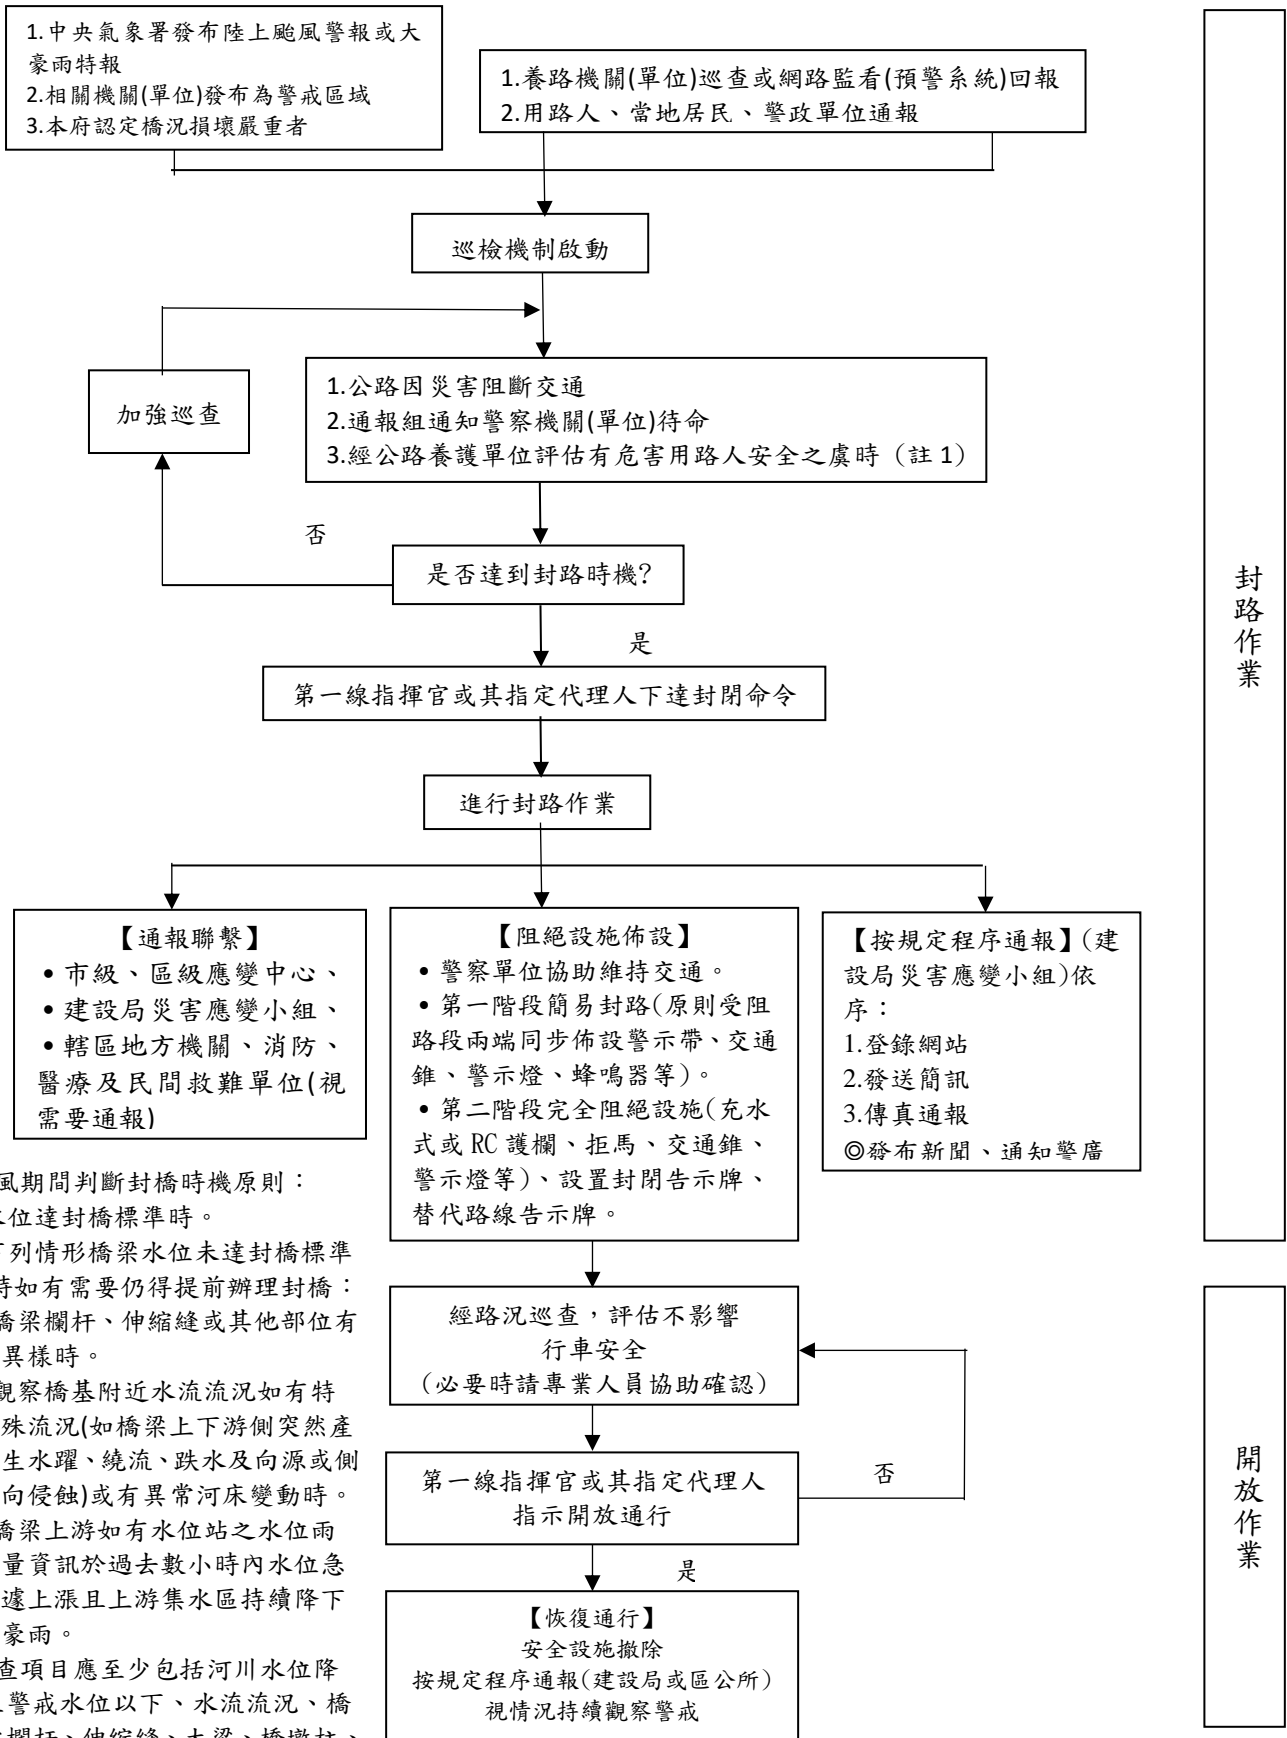 1.中央氣象署發布陸上颱風警報或大
豪雨特報
2.相關機關(單位)發布為警戒區域
3.本府認定橋況損壞嚴重者
1.養路機關(單位)巡查或網路監看(預警系統)回報
2.用路人、當地居民、警政單位通報
巡檢機制啟動
加強巡查
1.公路因災害阻斷交通
2.通報組通知警察機關(單位)待命
3.經公路養護單位評估有危害用路人安全之虞時（註 1）
否
是否達到封路時機?
是
第一線指揮官或其指定代理人下達封閉命令
進行封路作業
封路作業
【通報聯繫】
•市級、區級應變中心、
•建設局災害應變小組、
•轄區地方機關、消防、
醫療及民間救難單位(視
需要通報)
【阻絕設施佈設】
•警察單位協助維持交通。
•第一階段簡易封路(原則受阻
路段兩端同步佈設警示帶、交通
錐、警示燈、蜂鳴器等)。
•第二階段完全阻絕設施(充水
式或 RC 護欄、拒馬、交通錐、
警示燈等)、設置封閉告示牌、
替代路線告示牌。
【按規定程序通報】(建
設局災害應變小組)依
序：
1.登錄網站
2.發送簡訊
3.傳真通報
◎發布新聞、通知警廣
風期間判斷封橋時機原則：
水位達封橋標準時。
下列情形橋梁水位未達封橋標準
時如有需要仍得提前辦理封橋：
橋梁欄杆、伸縮縫或其他部位有
異樣時。
觀察橋基附近水流流況如有特
殊流況(如橋梁上下游側突然產
生水躍、繞流、跌水及向源或側
向侵蝕)或有異常河床變動時。
橋梁上游如有水位站之水位雨
量資訊於過去數小時內水位急
遽上漲且上游集水區持續降下
豪雨。
查項目應至少包括河川水位降
警戒水位以下、水流流況、橋
欄杆、伸縮縫、大梁、橋墩柱、
經路況巡查，評估不影響
行車安全
(必要時請專業人員協助確認)
第一線指揮官或其指定代理人
指示開放通行
否
是
【恢復通行】
安全設施撤除
按規定程序通報(建設局或區公所)
視情況持續觀察警戒
開放作業